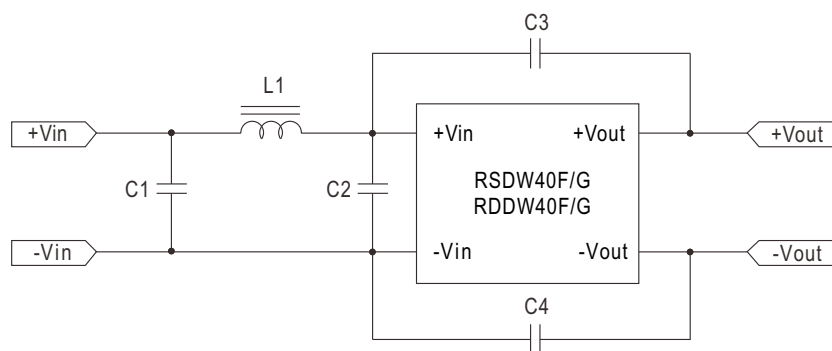 C3
L1
+Vin
+Vin
+Vout
+Vout
RSDW40F/G
RDDW40F/G
C1
C2
-Vin
-Vin
-Vout
-Vout
C4